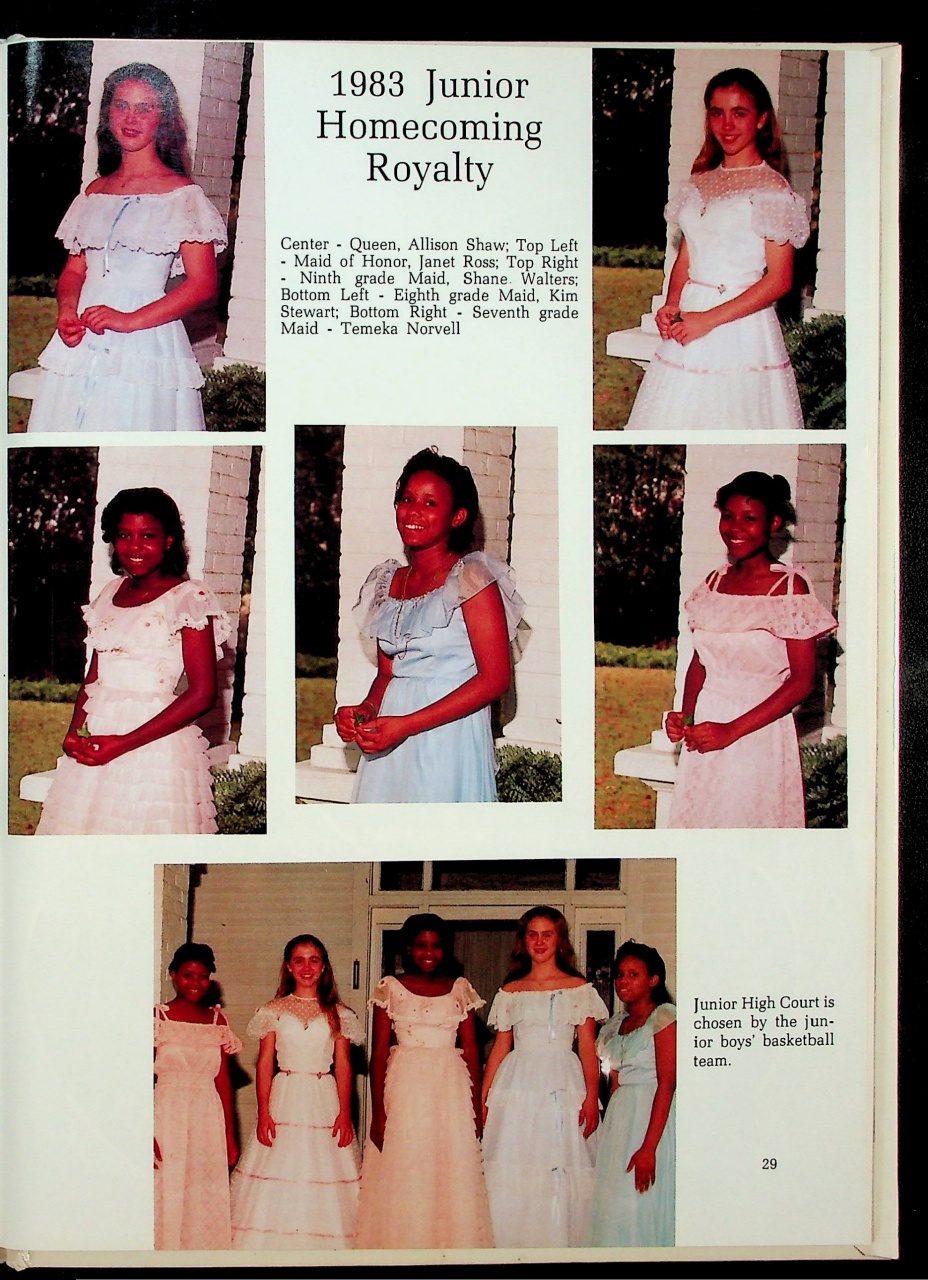 1983 Junior
Homecoming
Royalty
Center - Queen, Allison Shaw; Top Left
- Maid of Honor, Janet Ross; Top Right
- Ninth grade Maid, Shane Walters;
Bottom Left - Eighth grade Maid, Kim
Stewart; Bottom Right - Seventh grade
Maid - Temeka Norvell
Junior High Court is
chosen by the jun-
ior boys' basketball
team.
29